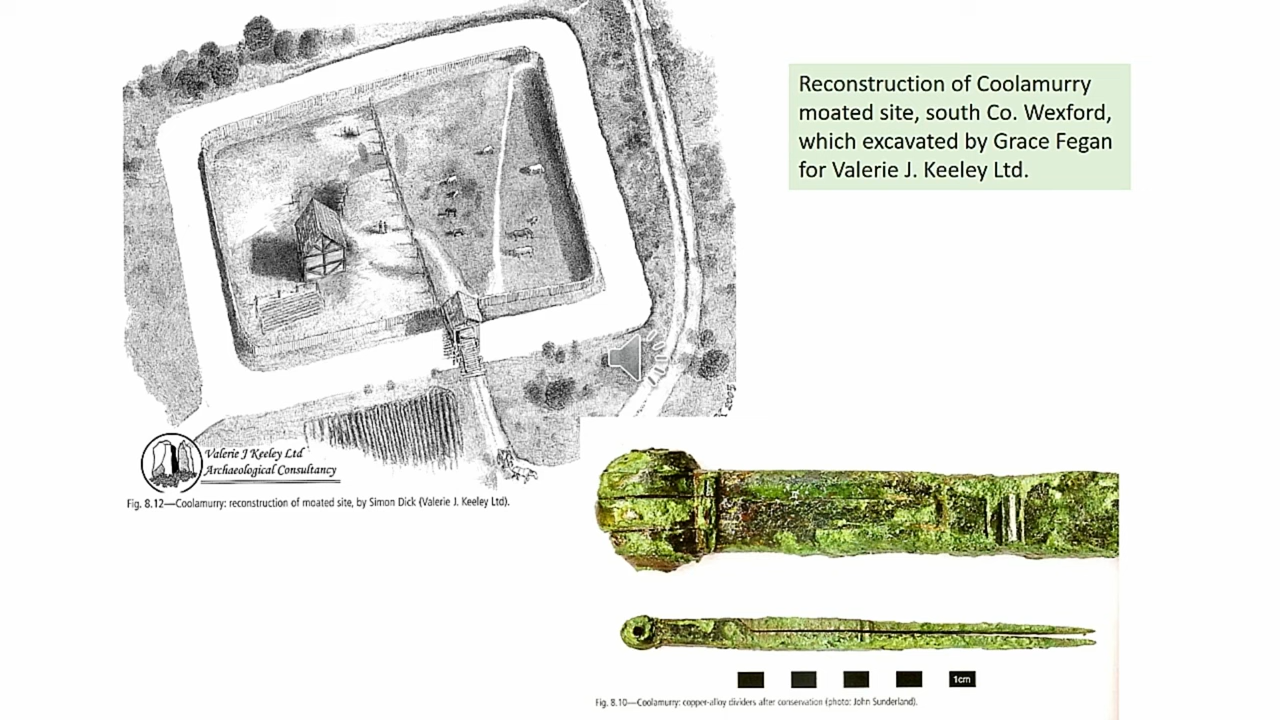 Reconstruction of Coolamurry
moated site, south Co. Wexford,
which excavated by Grace Fegan
for Valerie J. Keeley Ltd.
Valerie J Keeley Ltd
Archaeological Consultancy
Fig. 8.12—Coolamurry: reconstruction of moated site, by Simon Dick (Valerie J. Keeley Ltd).
1cm
Fig. 8.10—Coolamurry: copper-alloy dividers after conservation (photo: John Sunderland).